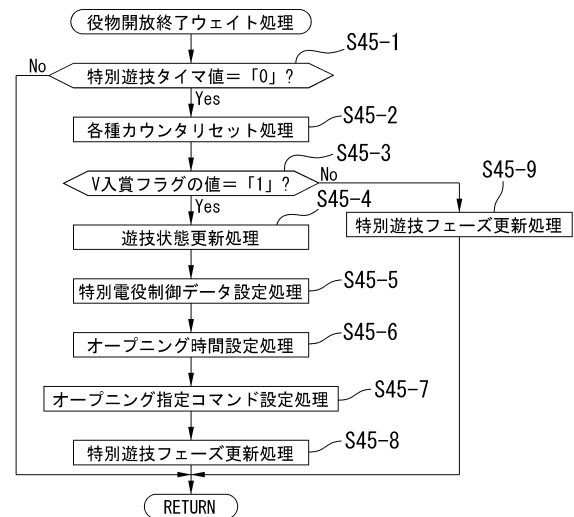 役物開放終了ウェイト処理
S45-1
No
特別遊技タイマ値=「0」?
Yes
S45-2
各種カウンタリセット処理
S45-3
V入賞フラグの値=「1」?
No
S45-9
Yes
S45-4
特別遊技フェーズ更新処理
遊技状態更新処理
S45-5
特別電役制御データ設定処理
S45-6
オープニング時間設定処理
S45-7
オープニング指定コマンド設定処理
S45-8
特別遊技フェーズ更新処理
RETURN